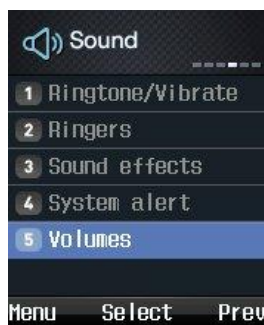 Sound
1 Ringtone/Vibrate
2 Ringers
3 Sound effects
4 System alert
5 Volumes
Menu Select Prev